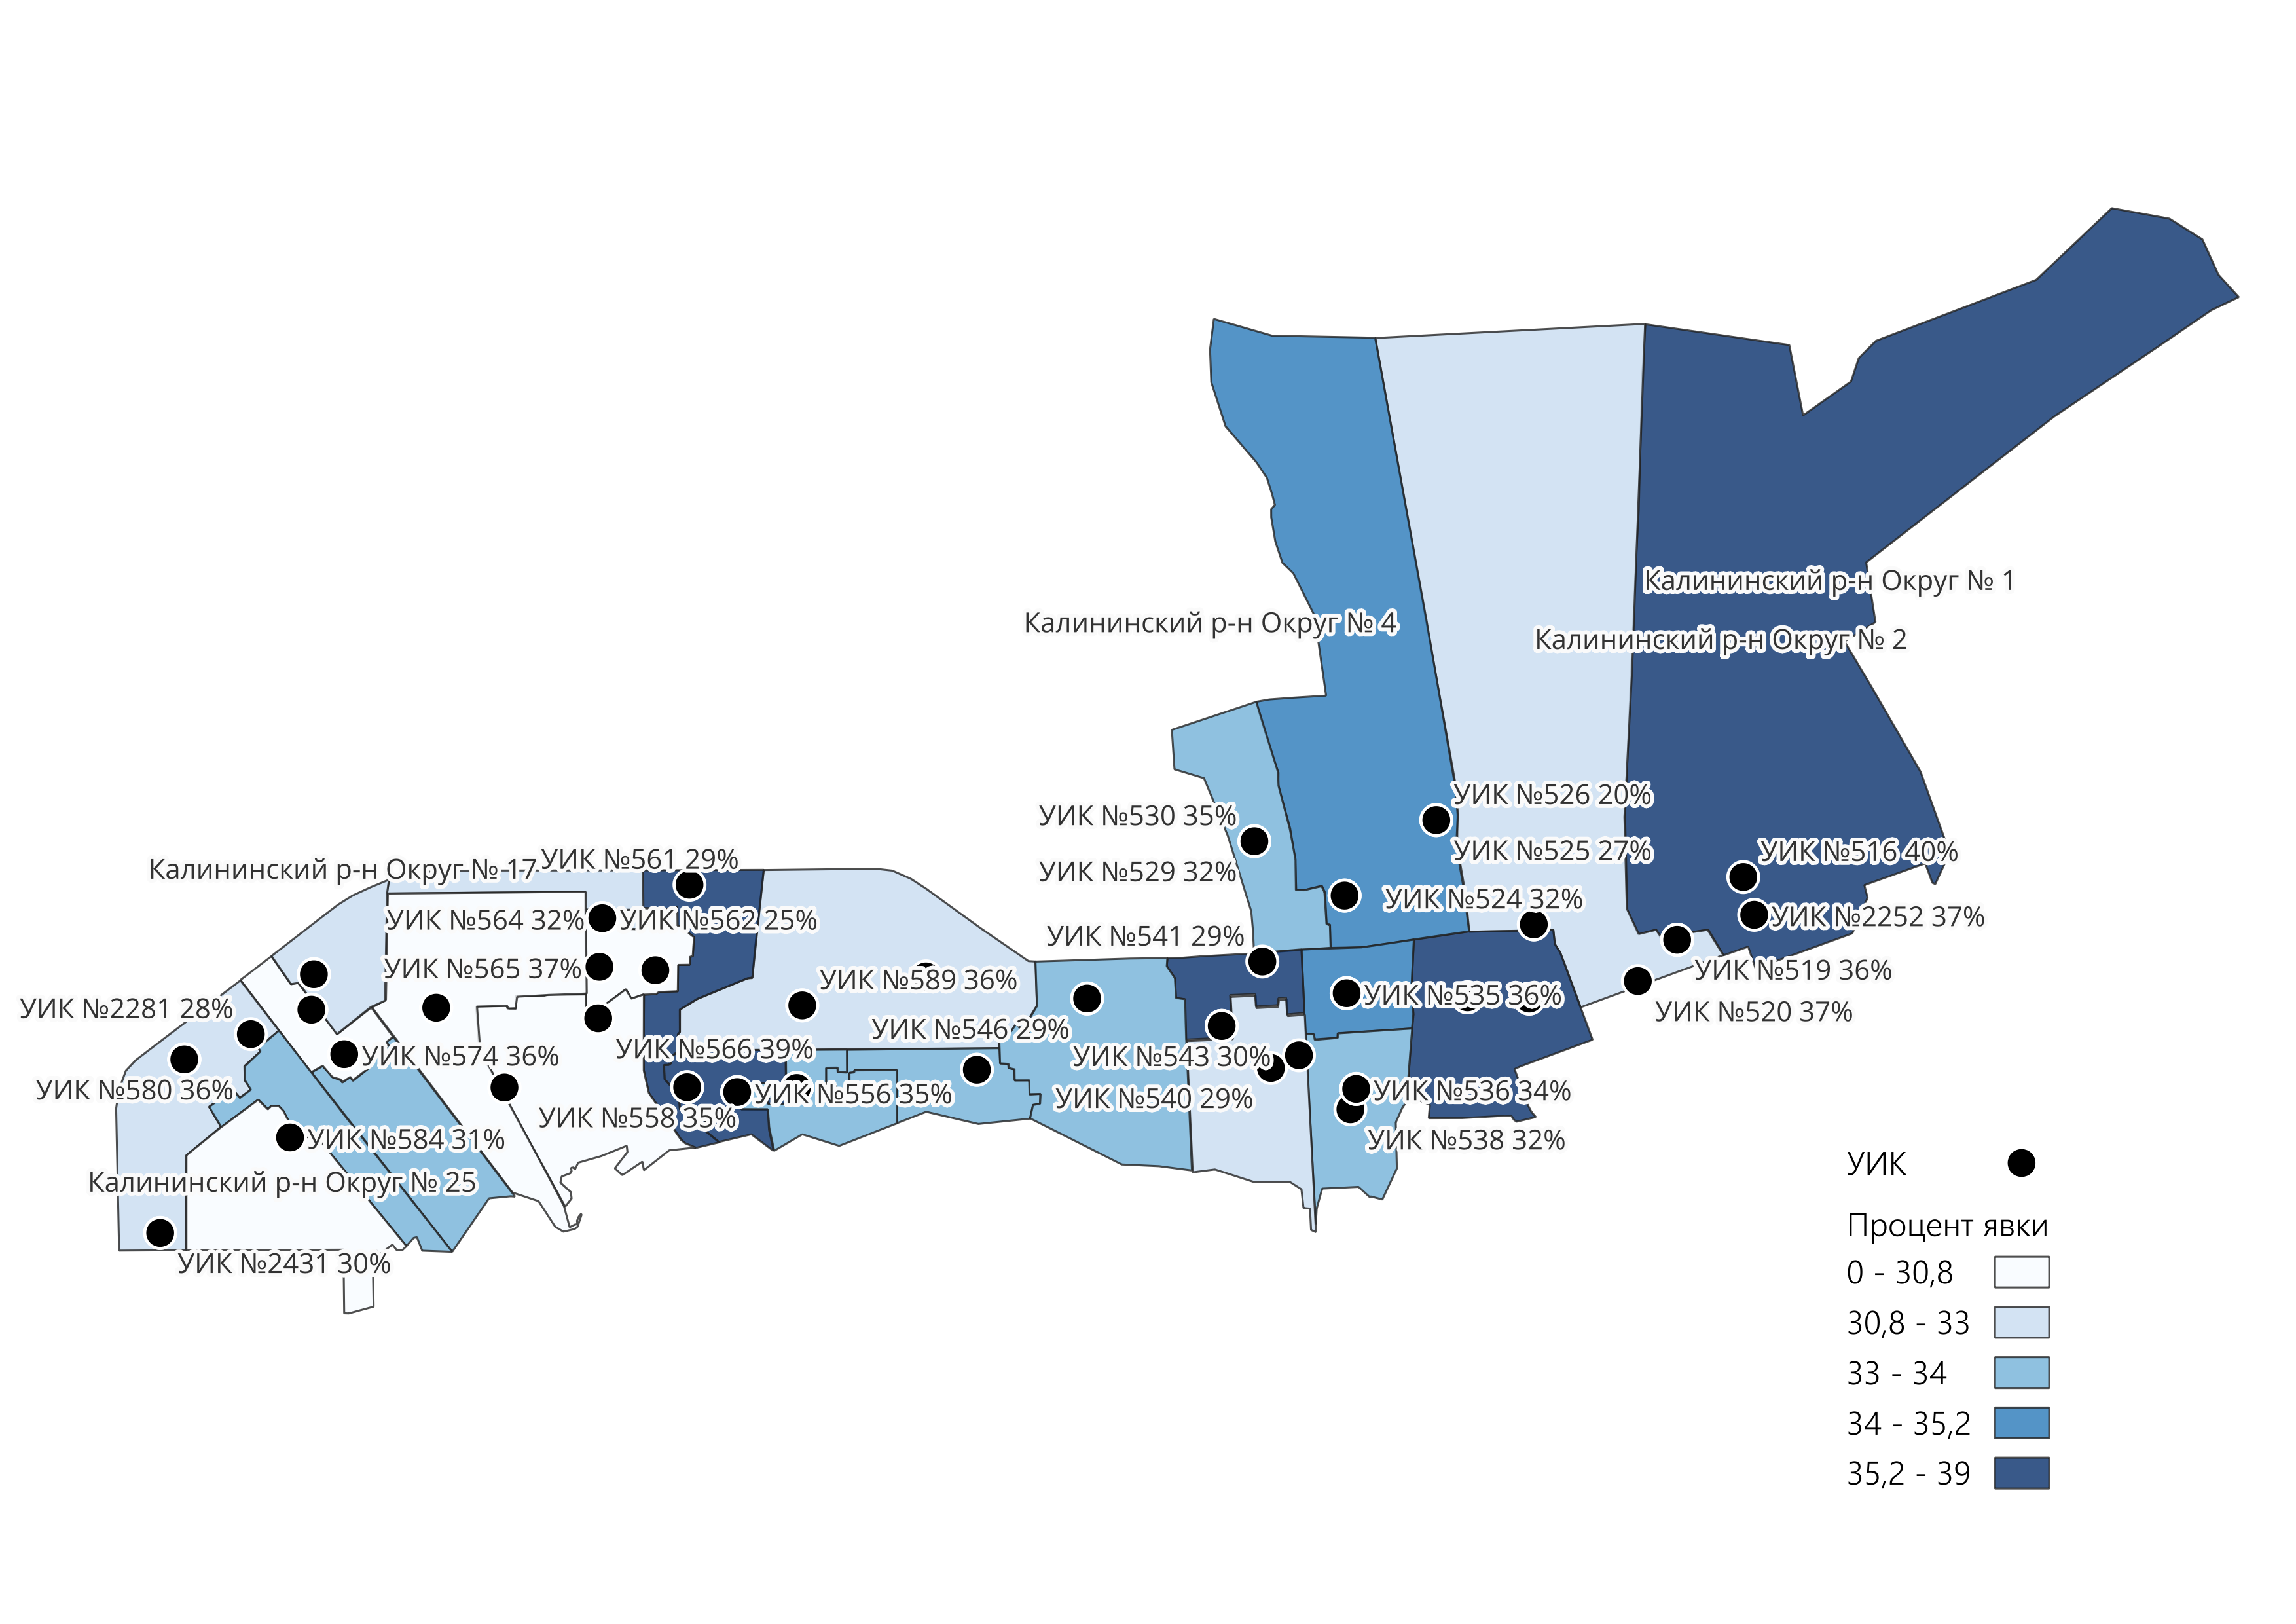 Калининский р-н Округ № 1
Калининский р-н Округ № 4
Калининский р-н Округ № 2
УИК №526 20%
УИК №530 35%
УИК №525 27%
УИК №516 40%
Калининский р-н Округ № 17
УИК №561 29%
УИК №529 32%
УИК №524 32%
УИК №564 32%
УИК №562 25%
УИК №2252 37%
УИК №541 29%
УИК №565 37%
УИК №589 36%
УИК №535 36%
УИК №519 36%
УИК №2281 28%
УИК №520 37%
УИК №546 29%
УИК №574 36%
УИК №566 39%
УИК №543 30%
УИК №580 36%
УИК №556 35%
УИК №540 29%
УИК №536 34%
УИК №558 35%
УИК №584 31%
УИК №538 32%
Калининский р-н Округ № 25
УИК №2431 30%
УИК
Процент явки
0 - 30,8
30,8 - 33
33 - 34
34 - 35,2
35,2 - 39